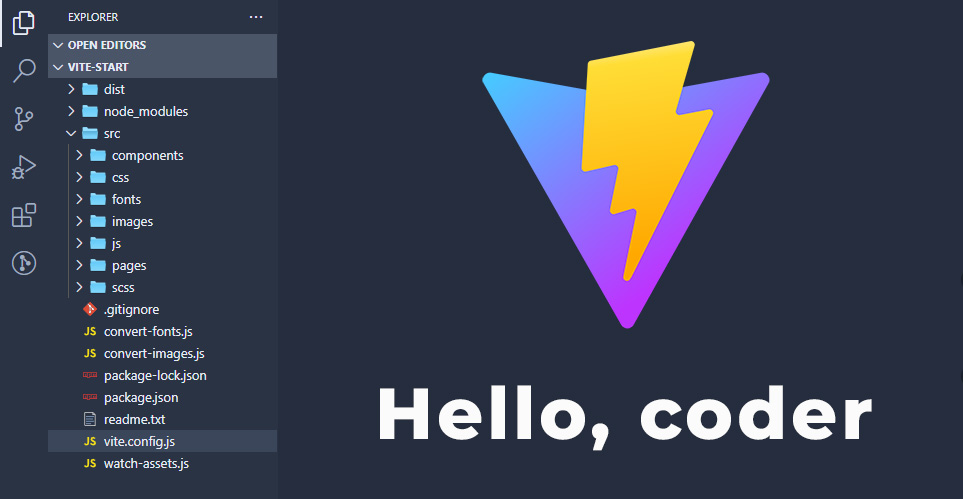 EXPLORER
OPEN EDITORS
VITE-START
dist
node_modules
src
components
css
fonts
images
js
pages
scss
.gitignore
JS convert-fonts.js
JS convert-images.js
package-lock.json
package.json
readme.txt
JS vite.config.js
JS watch-assets.js
Hello, coder